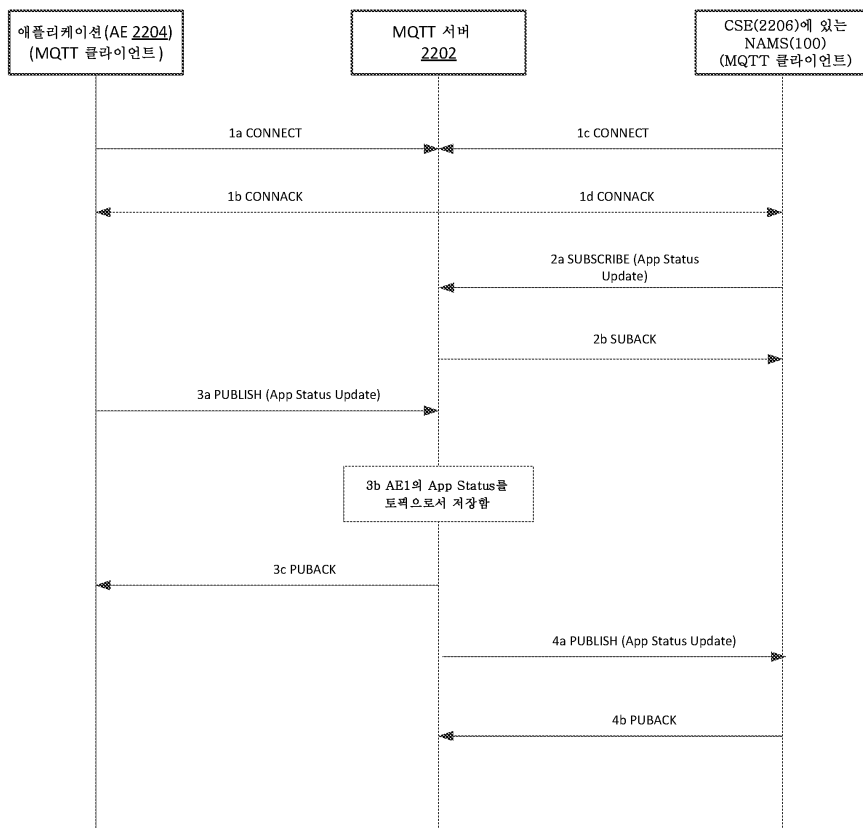 애플리케이션(AE 2204)
(MQTT 클라이언트)
MQTT 서버
2202
CSE(2206)에 있는
NAMS(100)
(MQTT 클라이언트)
1a CONNECT
1c CONNECT
1b CONNACK
1d CONNACK
2a SUBSCRIBE (App Status
Update)
2b SUBACK
3a PUBLISH (App Status Update)
3b AE1의 App Status를
토픽으로서 저장함
3c PUBACK
4a PUBLISH (App Status Update)
4b PUBACK